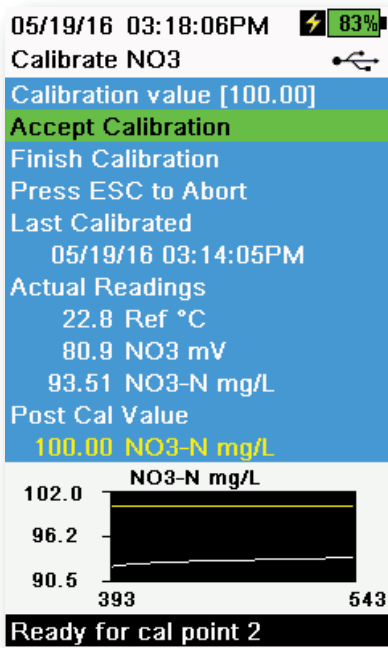 05/19/16 03:18:06PM 83%
Calibrate NO3
Calibration value [100.00]
Accept Calibration
Finish Calibration
Press ESC to Abort
Last Calibrated
05/19/16 03:14:05PM
Actual Readings
22.8 Ref °C
80.9 NO3 mV
93.51 NO3-N mg/L
Post Cal Value
100.00 NO3-N mg/L
NO3-N mg/L
102.0
96.2
90.5
393 543
Ready for cal point 2